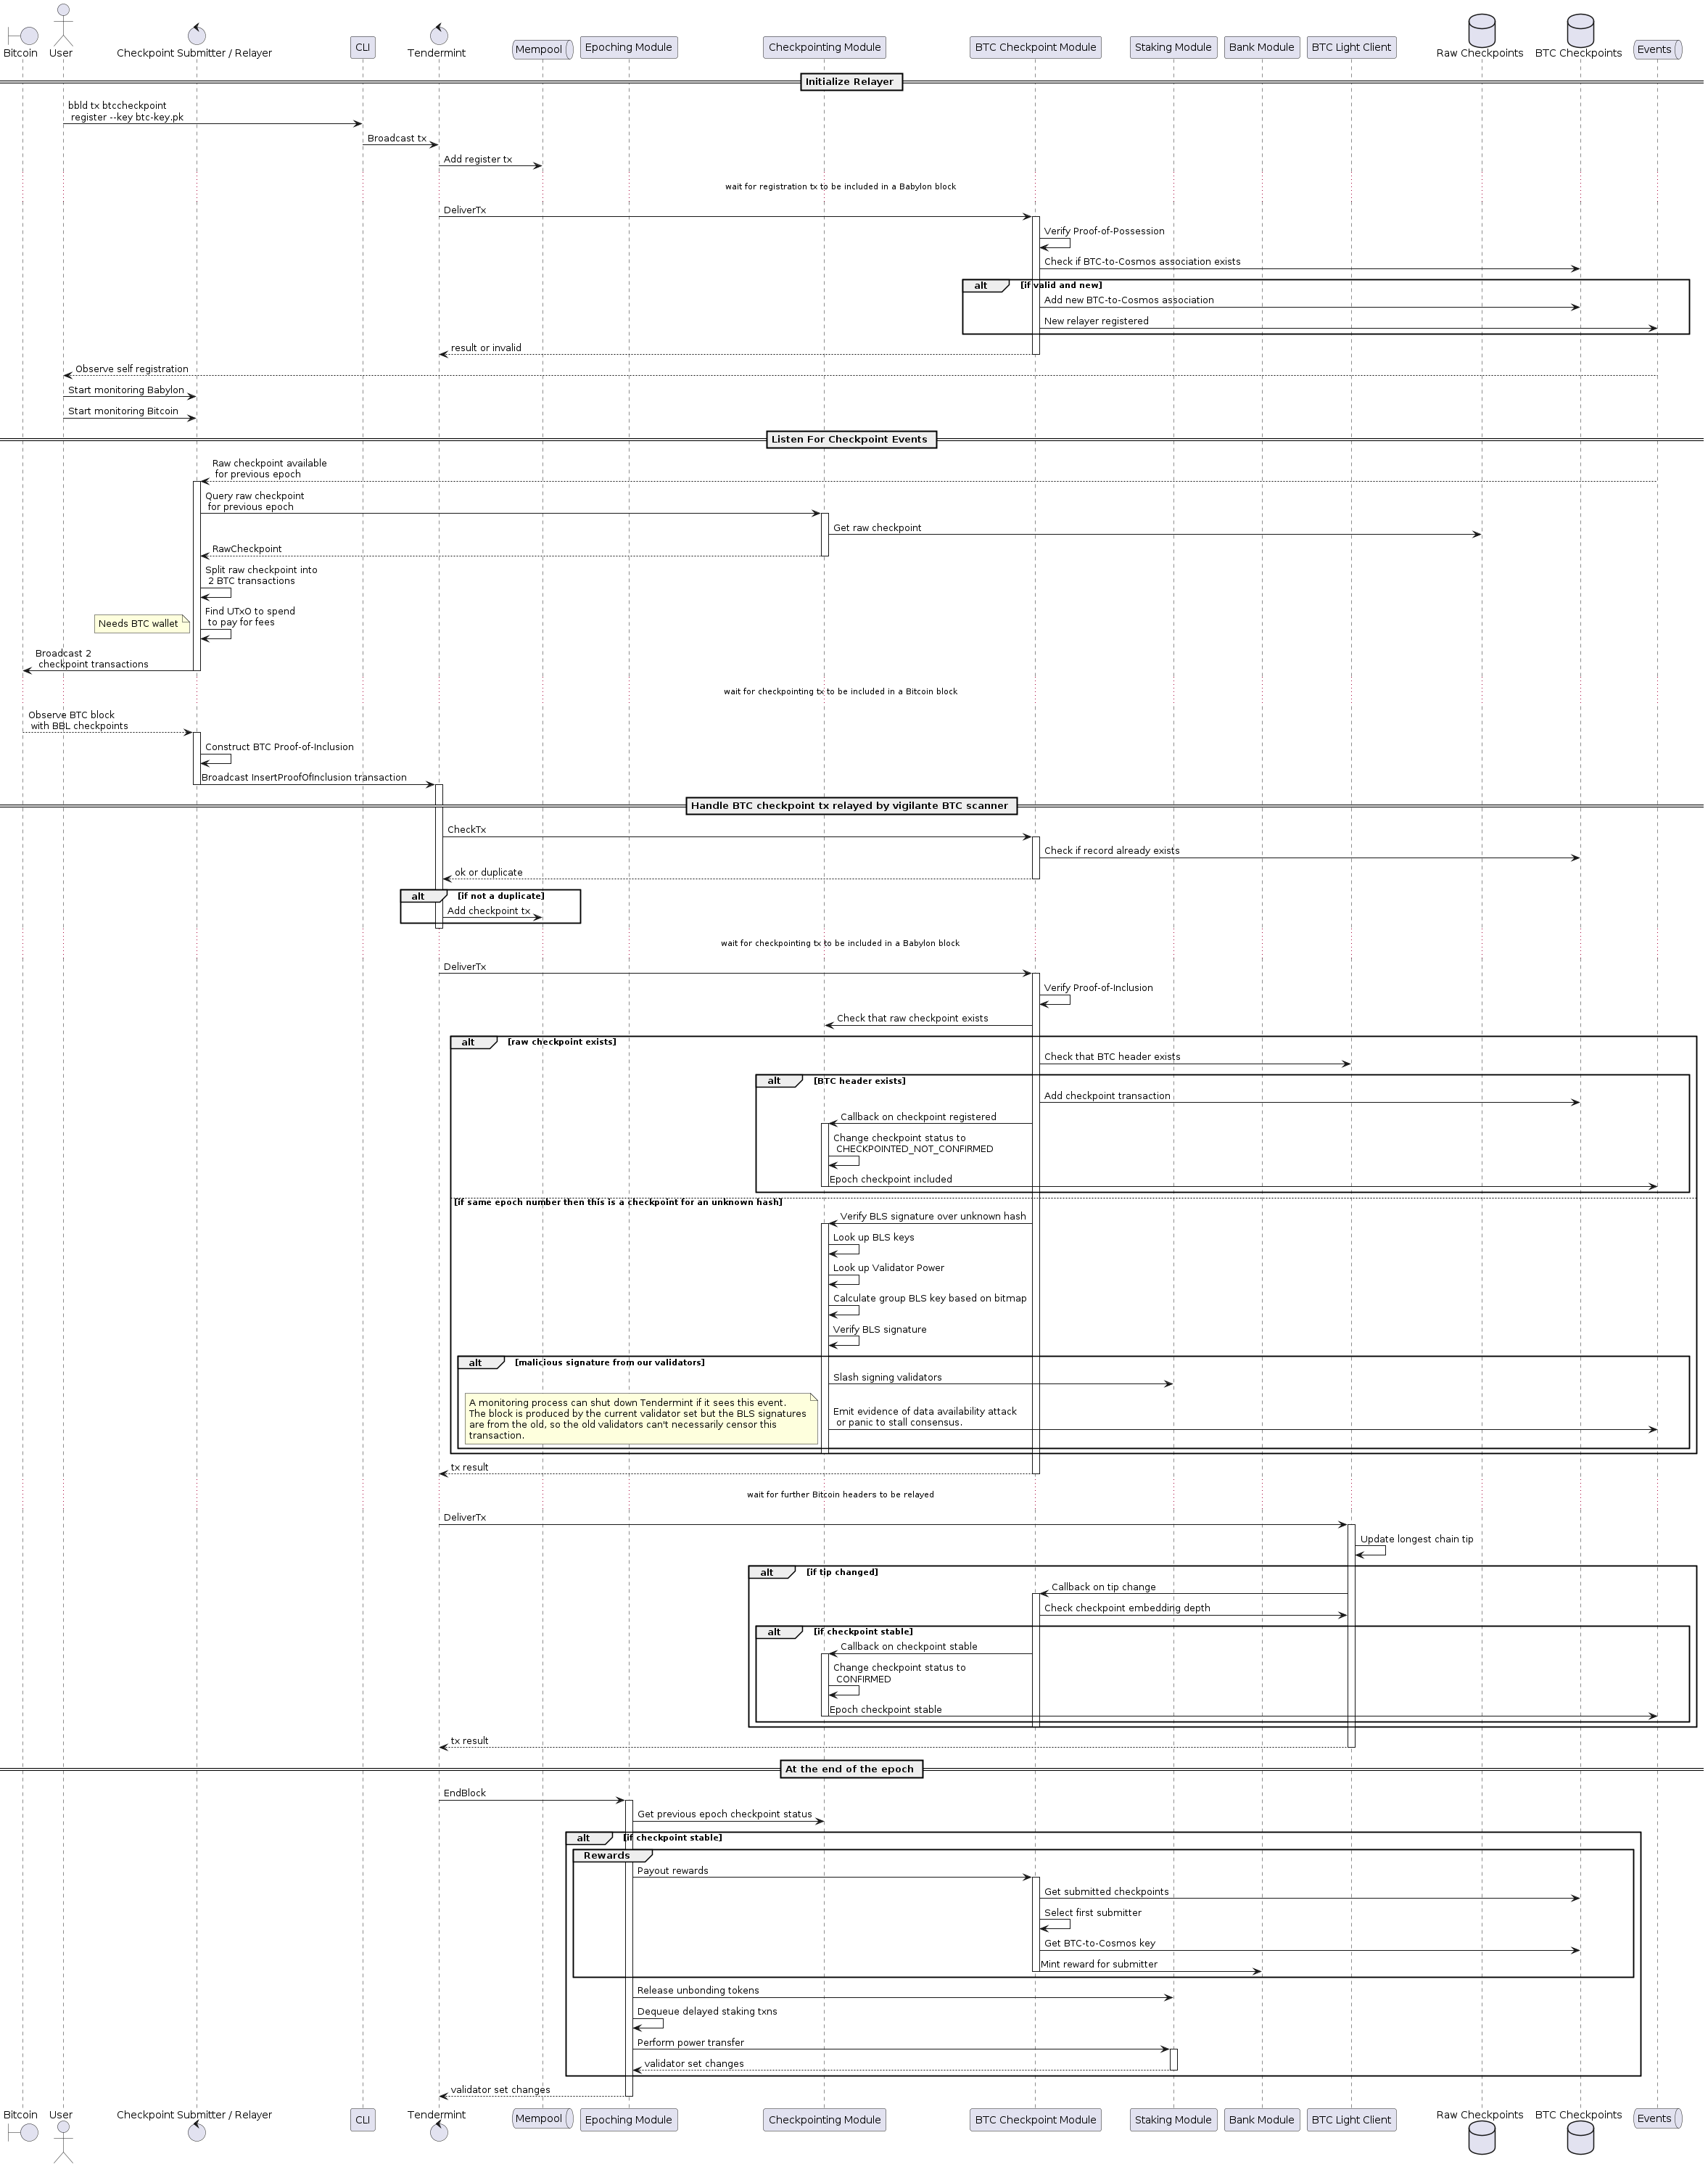 Bitcoin
User
Checkpoint Submitter / Relayer
CLI
Tendermint
Mempool
Epoching Module
Checkpointing Module
BTC Checkpoint Module
Staking Module
Bank Module
BTC Light Client
Raw Checkpoints
BTC Checkpoints
Events
Initialize Relayer
bbld tx btccheckpoint
register --key btc-key.pk
Broadcast tx
Add register tx
wait for registration tx to be included in a Babylon block
DeliverTx
Verify Proof-of-Possession
Check if BTC-to-Cosmos association exists
alt [if valid and new]
Add new BTC-to-Cosmos association
New relayer registered
result or invalid
Observe self registration
Start monitoring Babylon
Start monitoring Bitcoin
Listen For Checkpoint Events
Raw checkpoint available
for previous epoch
Query raw checkpoint
for previous epoch
Get raw checkpoint
RawCheckpoint
Split raw checkpoint into
2 BTC transactions
Find UTxO to spend
to pay for fees
Needs BTC wallet
Broadcast 2
checkpoint transactions
wait for checkpointing tx to be included in a Bitcoin block
Observe BTC block
with BBL checkpoints
Construct BTC Proof-of-Inclusion
Broadcast InsertProofOfInclusion transaction
Handle BTC checkpoint tx relayed by vigilante BTC scanner
CheckTx
Check if record already exists
ok or duplicate
alt [if not a duplicate]
Add checkpoint tx
wait for checkpointing tx to be included in a Babylon block
DeliverTx
Verify Proof-of-Inclusion
Check that raw checkpoint exists
alt [raw checkpoint exists]
Check that BTC header exists
alt [BTC header exists]
Add checkpoint transaction
Callback on checkpoint registered
Change checkpoint status to
CHECKPOINTED_NOT_CONFIRMED
Epoch checkpoint included
[if same epoch number then this is a checkpoint for an unknown hash]
Verify BLS signature over unknown hash
Look up BLS keys
Look up Validator Power
Calculate group BLS key based on bitmap
Verify BLS signature
alt [malicious signature from our validators]
Slash signing validators
A monitoring process can shut down Tendermint if it sees this event.
The block is produced by the current validator set but the BLS signatures
are from the old, so the old validators can't necessarily censor this
transaction.
Emit evidence of data availability attack
or panic to stall consensus.
tx result
wait for further Bitcoin headers to be relayed
DeliverTx
Update longest chain tip
alt [if tip changed]
Callback on tip change
Check checkpoint embedding depth
alt [if checkpoint stable]
Callback on checkpoint stable
Change checkpoint status to
CONFIRMED
Epoch checkpoint stable
tx result
At the end of the epoch
EndBlock
Get previous epoch checkpoint status
alt [if checkpoint stable]
Rewards
Payout rewards
Get submitted checkpoints
Select first submitter
Get BTC-to-Cosmos key
Mint reward for submitter
Release unbonding tokens
Dequeue delayed staking txns
Perform power transfer
validator set changes
validator set changes
Bitcoin
User
Checkpoint Submitter / Relayer
CLI
Tendermint
Mempool
Epoching Module
Checkpointing Module
BTC Checkpoint Module
Staking Module
Bank Module
BTC Light Client
Raw Checkpoints
BTC Checkpoints
Events